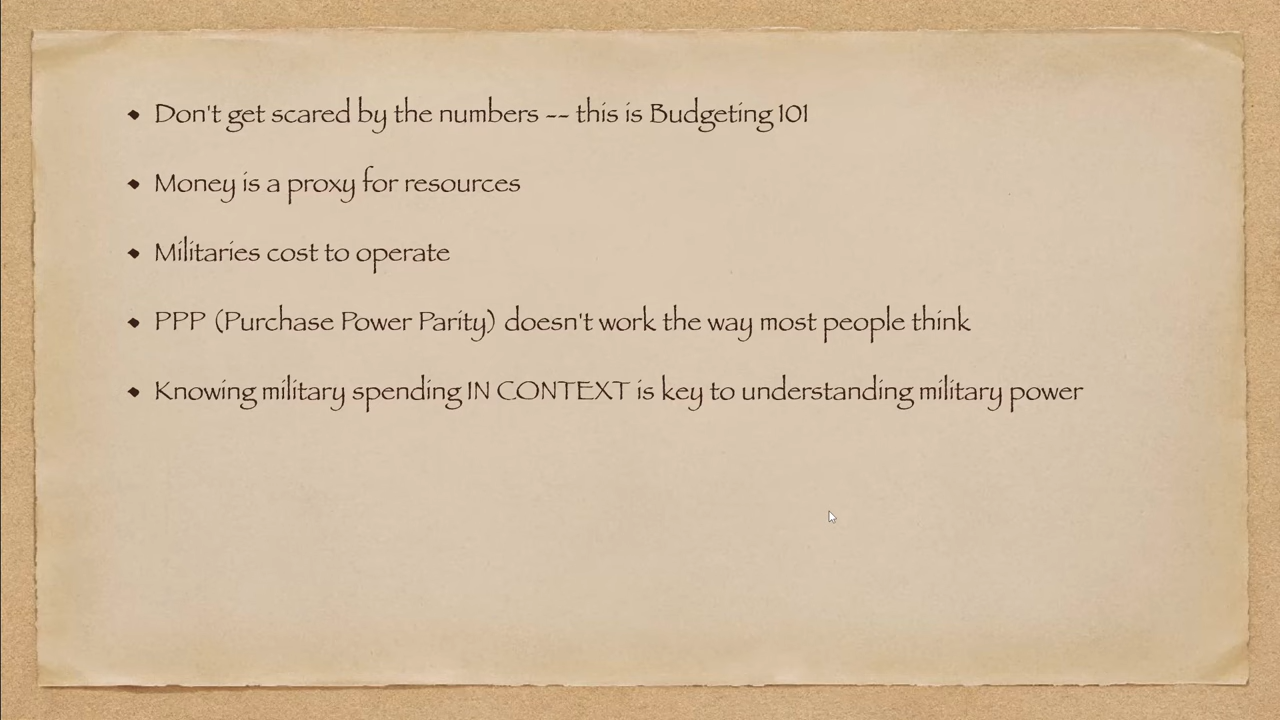 Don't get scared by the numbers -- this is Budgeting 101
Money is a proxy for resources
Militaries cost to operate
PPP (Purchase Power Parity) doesn't work the way most people think
Knowing military spending IN CONTEXT is key to understanding military power